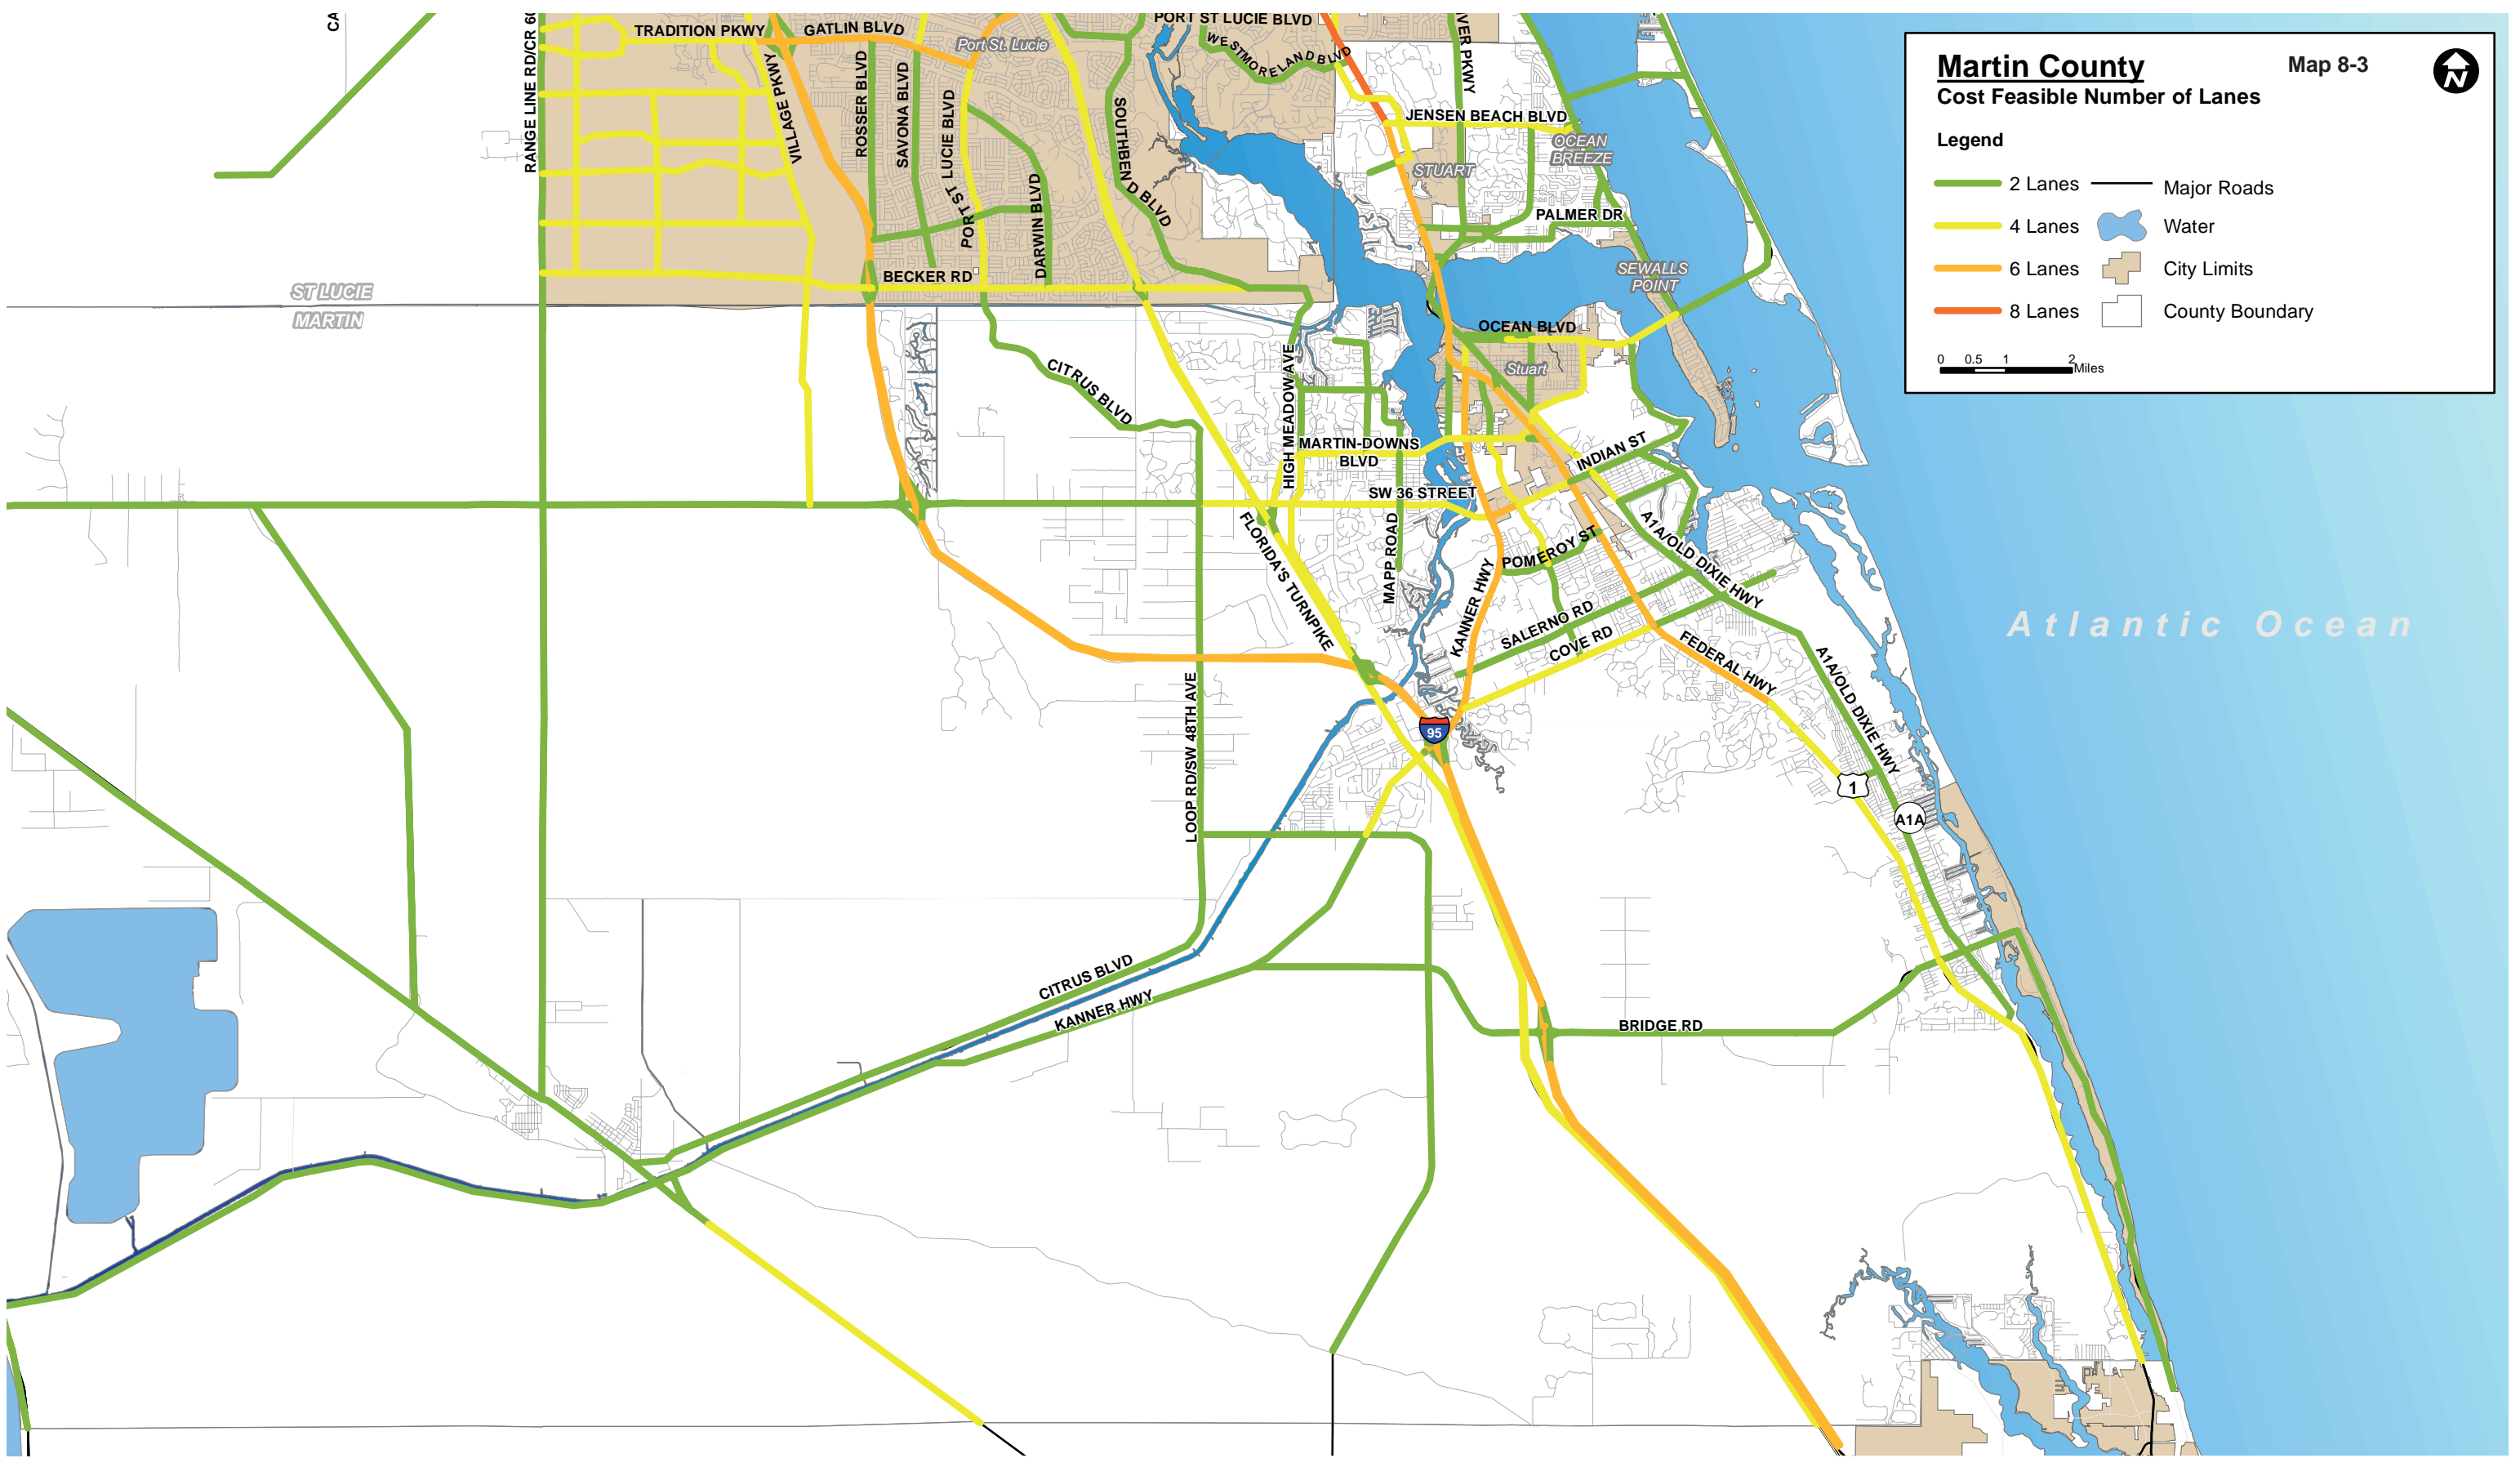 Martin County
Map 8-3
N
Cost Feasible Number of Lanes
Legend
2 Lanes
Major Roads
4 Lanes
Water
6 Lanes
City Limits
8 Lanes
County Boundary
0 0.5 1 2
Miles
CA
RANGE LINE RD/CR 60
TRADITION PKWY
GATLIN BLVD
Port St. Lucie
PORT ST LUCIE BLVD
WESTMORELAND BLVD
VER PKWY
VILLAGE PKWY
ROSSER BLVD
SAVONA BLVD
PORT ST LUCIE BLVD
DARWIN BLVD
SOUTHBEND BLVD
JENSEN BEACH BLVD
OCEAN
BREEZE
STUART
PALMER DR
BECKER RD
SEWALLS
POINT
ST LUCIE
MARTIN
OCEAN BLVD
Stuart
CITRUS BLVD
HIGH MEADOW AVE
MARTIN-DOWNS
BLVD
INDIAN ST
SW 36 STREET
MAPP ROAD
FLORIDA'S TURNPIKE
POMEROY ST
A1A/OLD DIXIE HWY
KANNER HWY
SALERNO RD
COVE RD
FEDERAL HWY
A1A/OLD DIXIE HWY
Atlantic Ocean
LOOP RD/SW 48TH AVE
95
1
A1A
CITRUS BLVD
KANNER HWY
BRIDGE RD